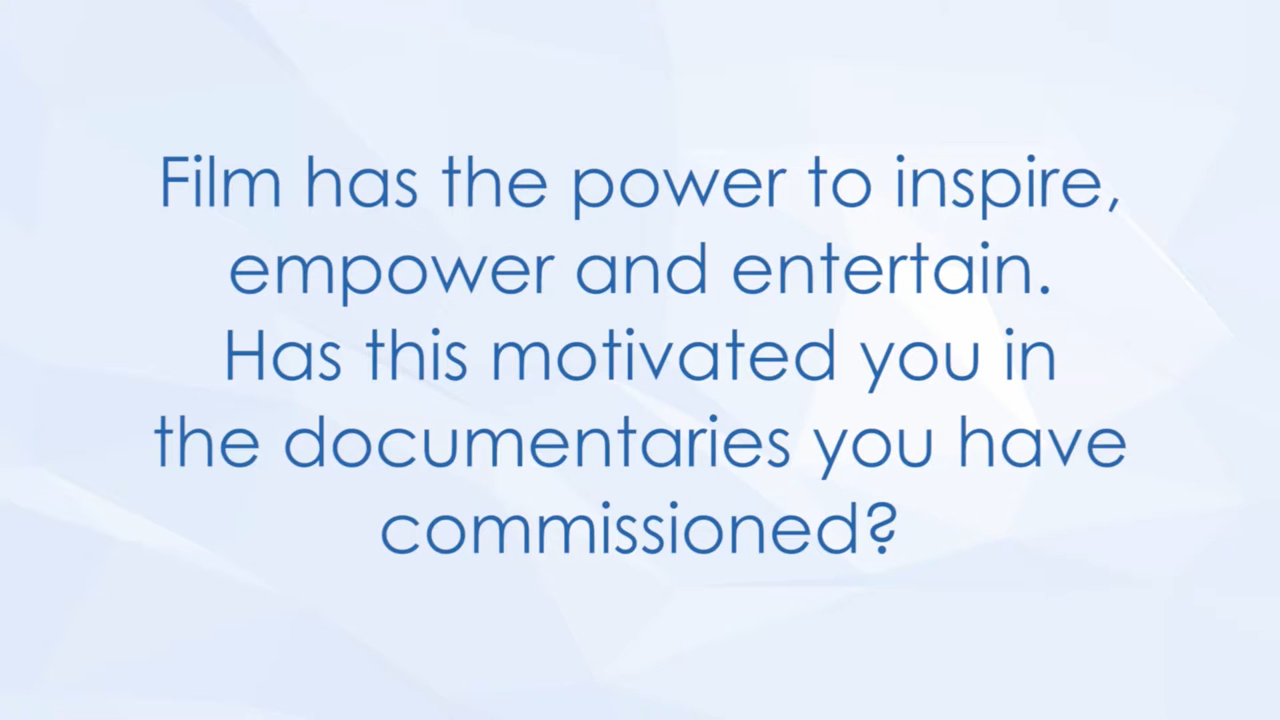 Film has the power to inspire,
empower and entertain.
Has this motivated you in
the documentaries you have
commissioned?